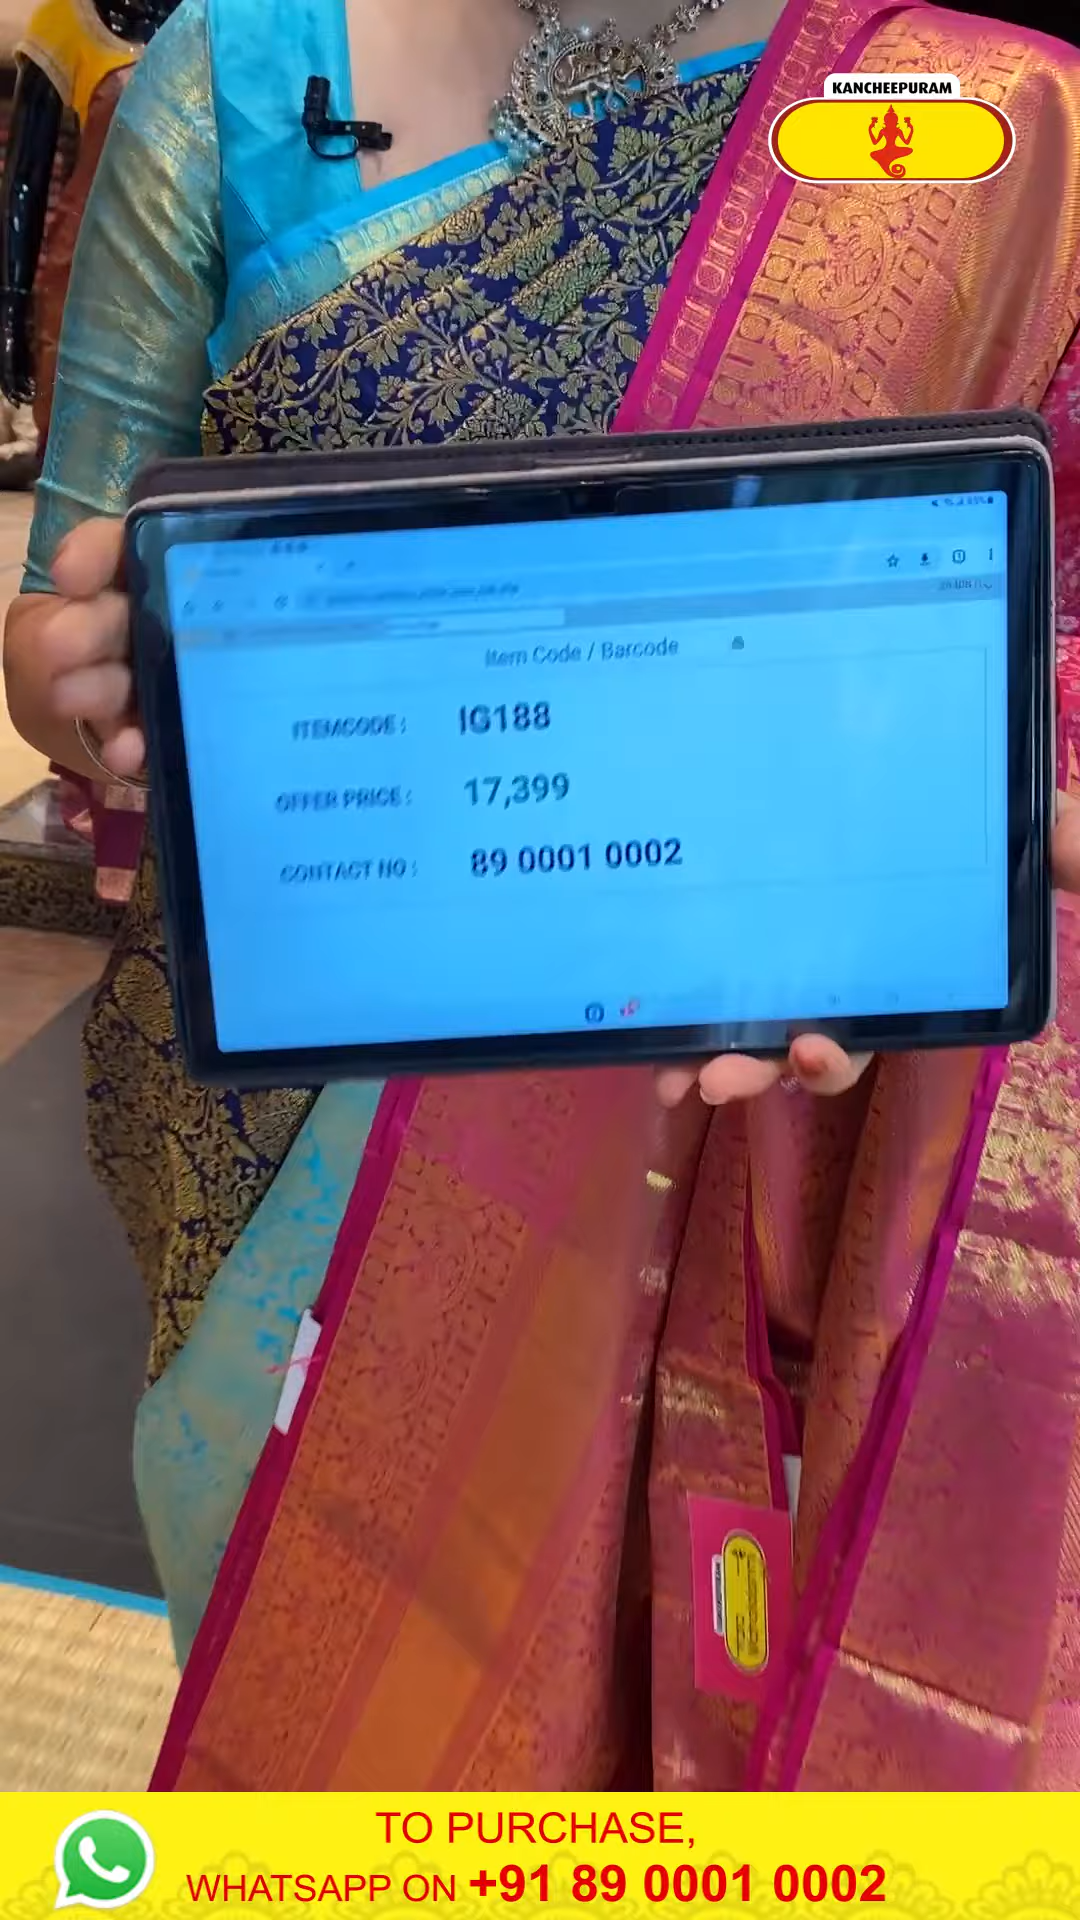 KANCHEEPURAM
Item Code / Barcode
ITEMCODE : IG188
OFFER PRICE : 17,399
CONTACT NO : 89 0001 0002
TO PURCHASE,
WHATSAPP ON +91 89 0001 0002